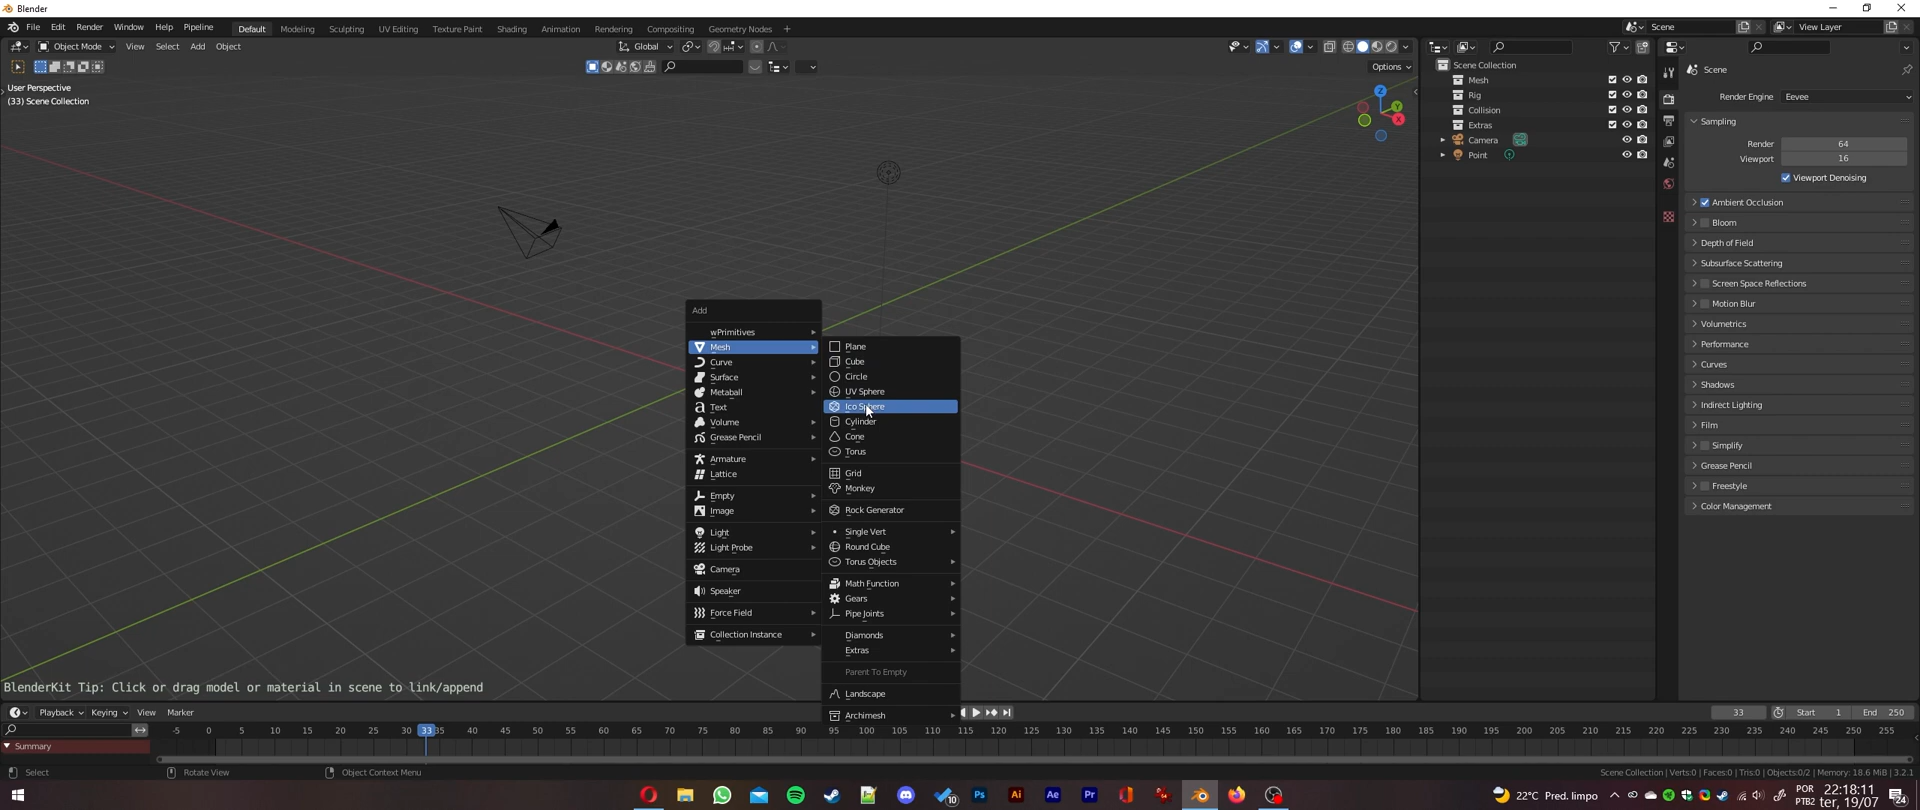 Blender
File Edit Render Window Help Pipeline
Default Modeling Sculpting UV Editing Texture Paint Shading Animation Rendering Compositing Geometry Nodes +
Scene
View Layer
Object Mode View Select Add Object
Global
Options
User Perspective
(33) Scene Collection
Z
Y
X
Add
wPrimitives
Mesh
Curve
Surface
Metaball
Text
Volume
Grease Pencil
Armature
Lattice
Empty
Image
Light
Light Probe
Camera
Speaker
Force Field
Collection Instance
Plane
Cube
Circle
UV Sphere
Ico Sphere
Cylinder
Cone
Torus
Grid
Monkey
Rock Generator
Single Vert
Round Cube
Torus Objects
Math Function
Gears
Pipe Joints
Diamonds
Extras
Parent To Empty
Landscape
Archimesh
Scene Collection
Mesh
Rig
Collision
Extras
Camera
Point
Scene
Render Engine Eevee
Sampling
Render 64
Viewport 16
Viewport Denoising
Ambient Occlusion
Bloom
Depth of Field
Subsurface Scattering
Screen Space Reflections
Motion Blur
Volumetrics
Performance
Curves
Shadows
Indirect Lighting
Film
Simplify
Grease Pencil
Freestyle
Color Management
BlenderKit Tip: Click or drag model or material in scene to link/append
Playback Keying View Marker
33 Start 1 End 250
-5 0 5 10 15 20 25 30 33 35 40 45 50 55 60 65 70 75 80 85 90 95 100 105 110 115 120 125 130 135 140 145 150 155 160 165 170 175 180 185 190 195 200 205 210 215 220 225 230 235 240 245 250 255
Summary
Select Rotate View Object Context Menu
Scene Collection | Verts:0 | Faces:0 | Tris:0 | Objects:0/2 | Memory: 18.6 MiB | 3.2.1
10 Ps Ai Ae Pr
22°C Pred. limpo
POR
PTB2
22:18:11
ter, 19/07
24